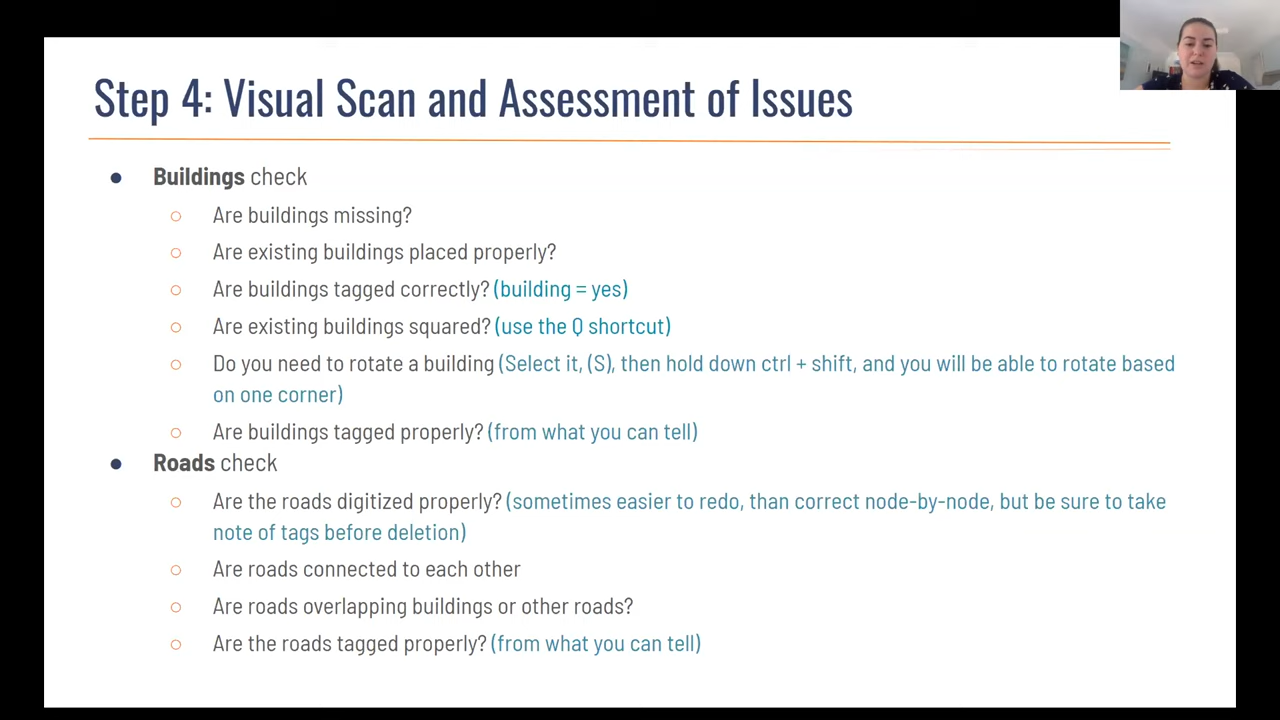 Step 4: Visual Scan and Assessment of Issues
● Buildings check
○ Are buildings missing?
○ Are existing buildings placed properly?
○ Are buildings tagged correctly? (building = yes)
○ Are existing buildings squared? (use the Q shortcut)
○ Do you need to rotate a building (Select it, (S), then hold down ctrl + shift, and you will be able to rotate based
on one corner)
○ Are buildings tagged properly? (from what you can tell)
● Roads check
○ Are the roads digitized properly? (sometimes easier to redo, than correct node-by-node, but be sure to take
note of tags before deletion)
○ Are roads connected to each other
○ Are roads overlapping buildings or other roads?
○ Are the roads tagged properly? (from what you can tell)